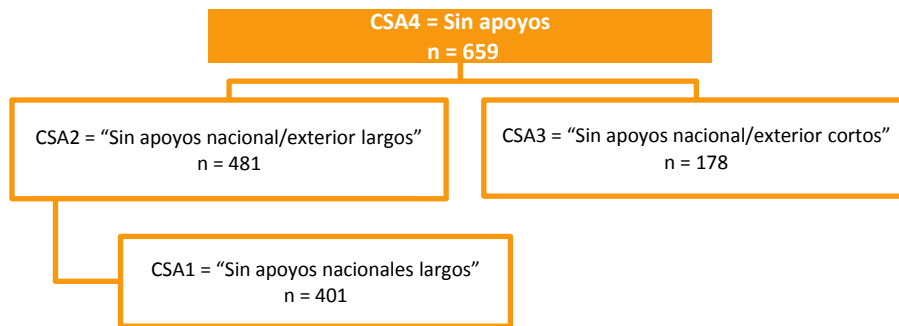 CSA4 = Sin apoyos
n = 659
CSA2 = “Sin apoyos nacional/exterior largos”
n = 481
CSA3 = “Sin apoyos nacional/exterior cortos”
n = 178
CSA1 = “Sin apoyos nacionales largos”
n = 401